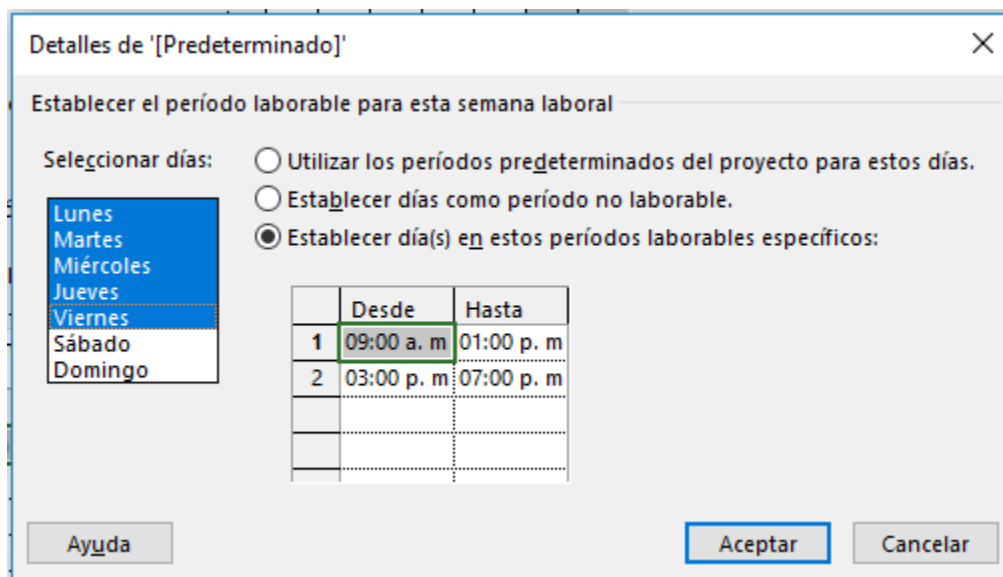 Detalles de '[Predeterminado]'
Establecer el período laborable para esta semana laboral
Seleccionar días:
Utilizar los períodos predeterminados del proyecto para estos días.
Establecer días como período no laborable.
Establecer día(s) en estos períodos laborables específicos:
Lunes
Martes
Miércoles
Jueves
Viernes
Sábado
Domingo
Desde Hasta
1 09:00 a. m 01:00 p. m
2 03:00 p. m 07:00 p. m
Ayuda Aceptar Cancelar